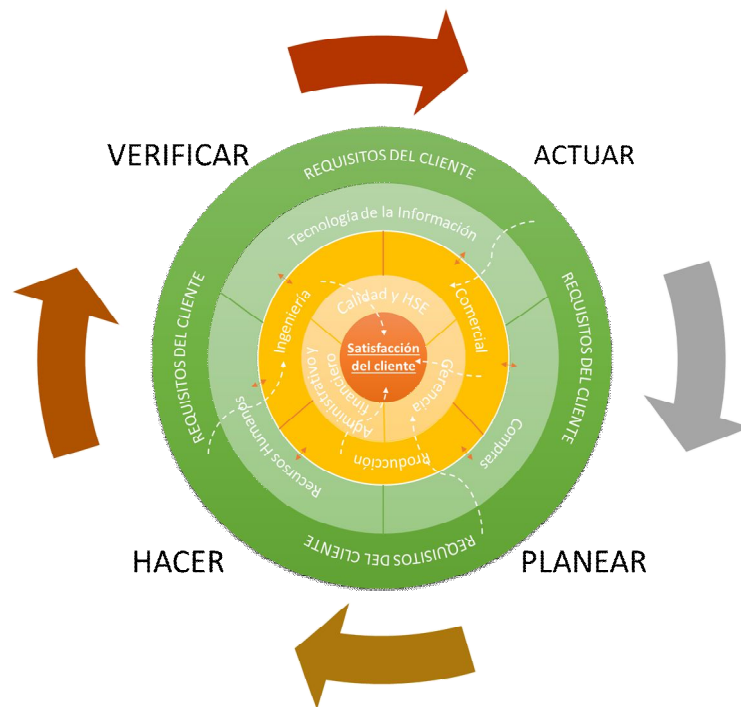 VERIFICAR
ACTUAR
REQUISITOS DEL CLIENTE
Tecnología de la Información
REQUISITOS DEL CLIENTE
REQUISITOS DEL CLIENTE
Ingeniería
Calidad y HSE
Comercial
Satisfacción
del cliente
Administrativo y
financiero
Gerencia
Recursos Humanos
Producción
Compras
REQUISITOS DEL CLIENTE
HACER
PLANEAR